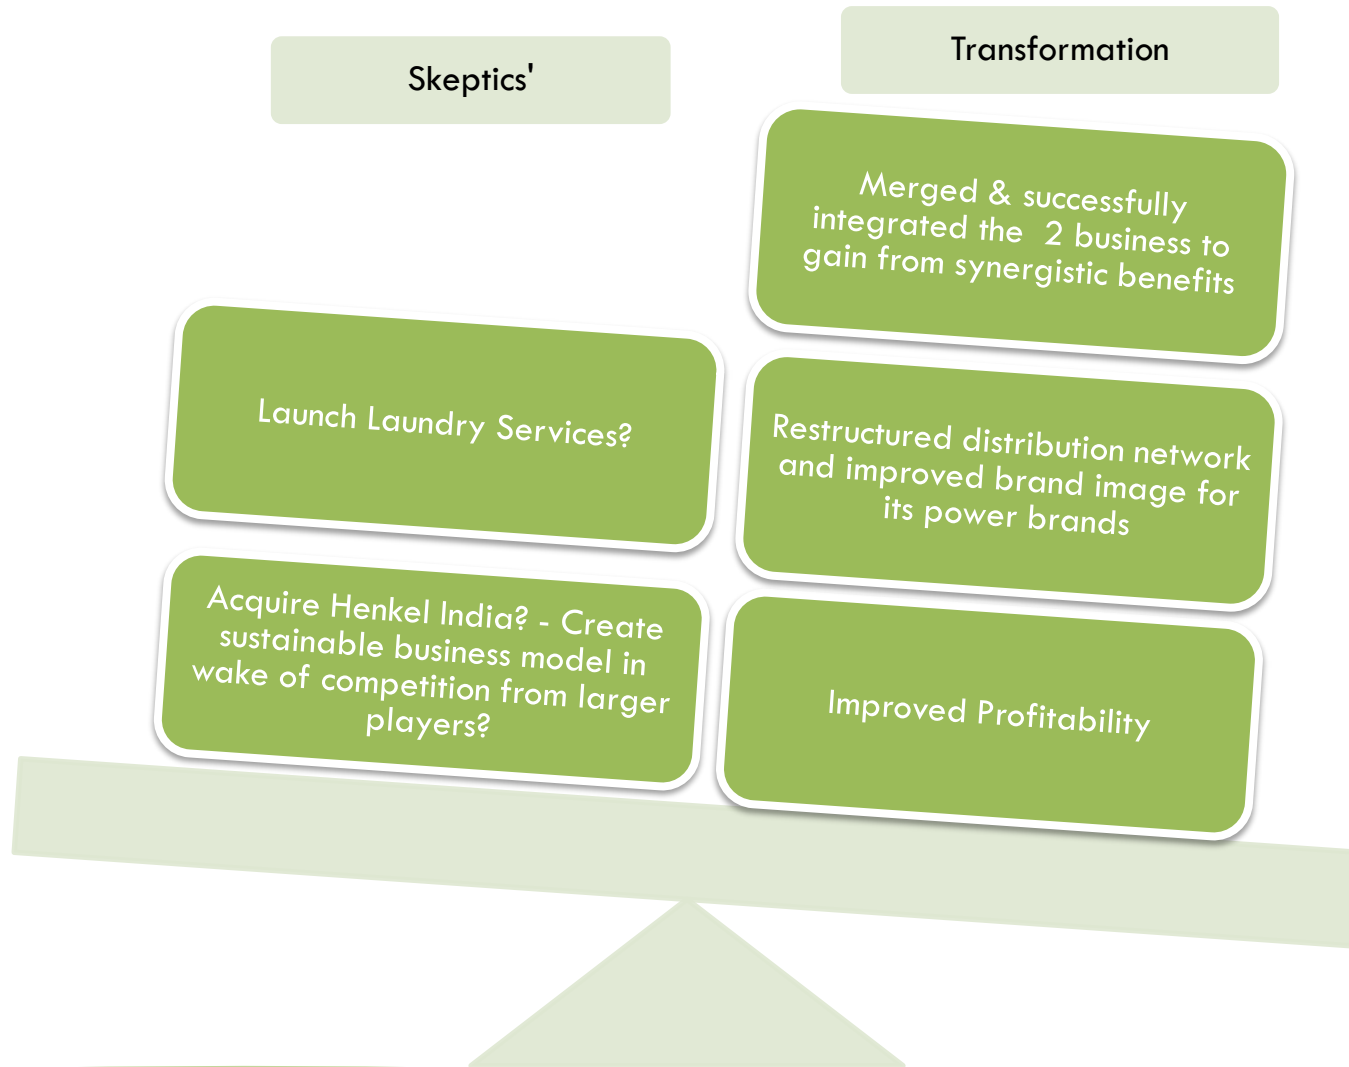 Skeptics'
Launch Laundry Services?
Acquire Henkel India? - Create
sustainable business model in
wake of competition from larger
players?
Transformation
Merged & successfully
integrated the  2 business to
gain from synergistic benefits
Restructured distribution network
and improved brand image for
its power brands
Improved Profitability